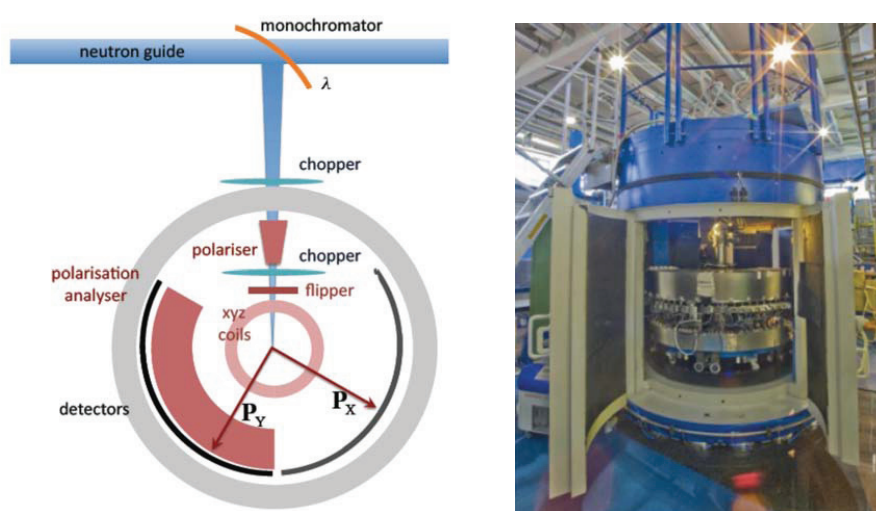 monochromator
neutron guide
λ
chopper
polariser
chopper
polarisation
analyser
flipper
xyz
coils
detectors
P_Y
P_X